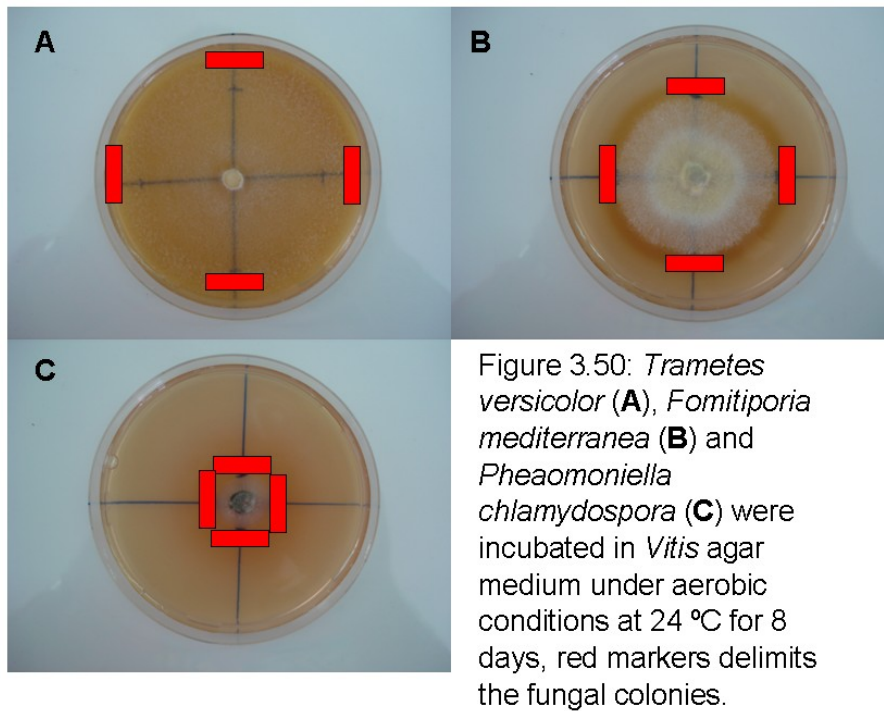 A
B
C
Figure 3.50: Trametes
versicolor (A), Fomitiporia
mediterranea (B) and
Pheaomoniella
chlamydospora (C) were
incubated in Vitis agar
medium under aerobic
conditions at 24 ºC for 8
days, red markers delimits
the fungal colonies.